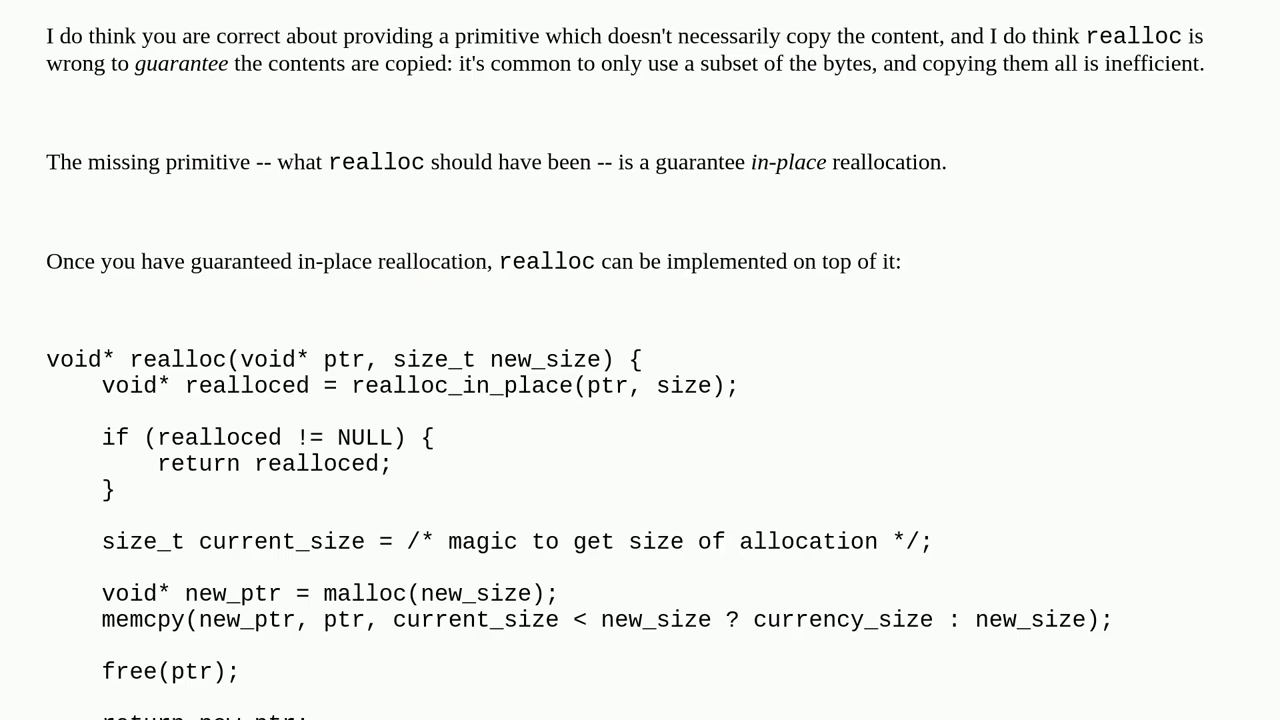 I do think you are correct about providing a primitive which doesn't necessarily copy the content, and I do think realloc is
wrong to guarantee the contents are copied: it's common to only use a subset of the bytes, and copying them all is inefficient.
The missing primitive -- what realloc should have been -- is a guarantee in-place reallocation.
Once you have guaranteed in-place reallocation, realloc can be implemented on top of it:
void* realloc(void* ptr, size_t new_size) {
    void* realloced = realloc_in_place(ptr, size);
    if (realloced != NULL) {
        return realloced;
    }
    size_t current_size = /* magic to get size of allocation */;
    void* new_ptr = malloc(new_size);
    memcpy(new_ptr, ptr, current_size < new_size ? currency_size : new_size);
    free(ptr);
    return new_ptr;